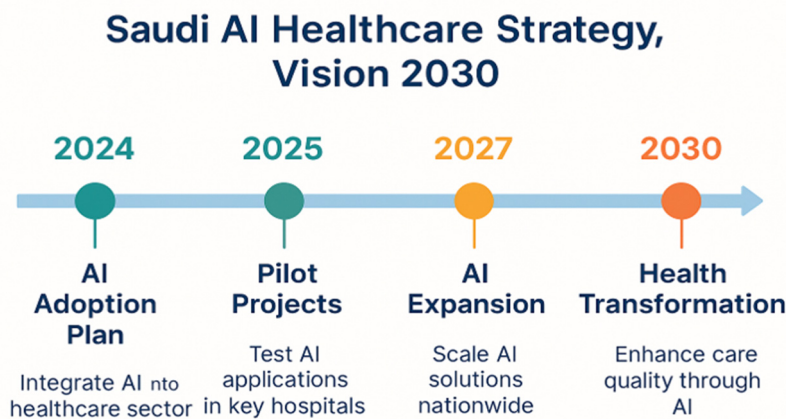 Saudi AI Healthcare Strategy,
Vision 2030
2024
2025
2027
2030
AI
Adoption
Plan
Integrate AI nto
healthcare sector
Pilot
Projects
Test AI
applications
in key hospitals
AI
Expansion
Scale AI
solutions
nationwide
Health
Transformation
Enhance care
quality through
AI